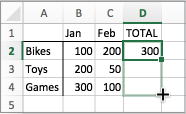 A B C D
1 Jan Feb TOTAL
2 Bikes 100 200 300
3 Toys 200 50
4 Games 300 100
5